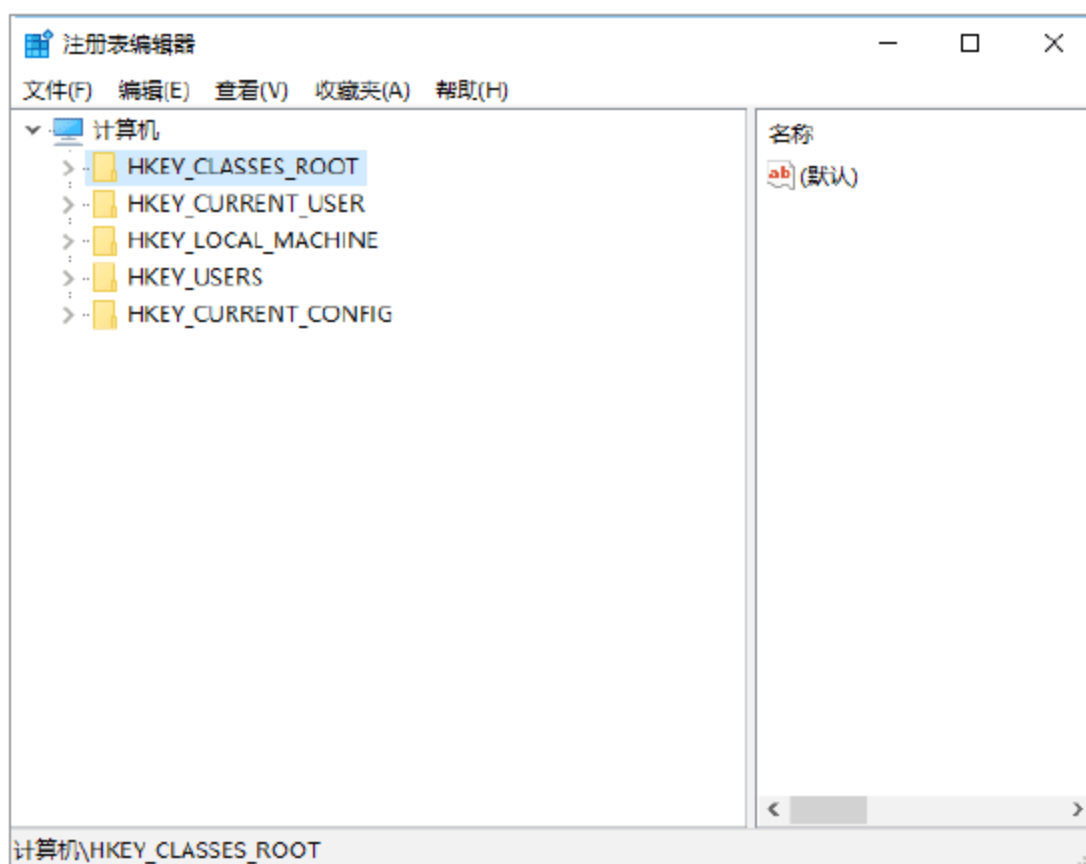 注册表编辑器
文件(F) 编辑(E) 查看(V) 收藏夹(A) 帮助(H)
计算机
HKEY_CLASSES_ROOT
HKEY_CURRENT_USER
HKEY_LOCAL_MACHINE
HKEY_USERS
HKEY_CURRENT_CONFIG
名称
ab (默认)
计算机\HKEY_CLASSES_ROOT